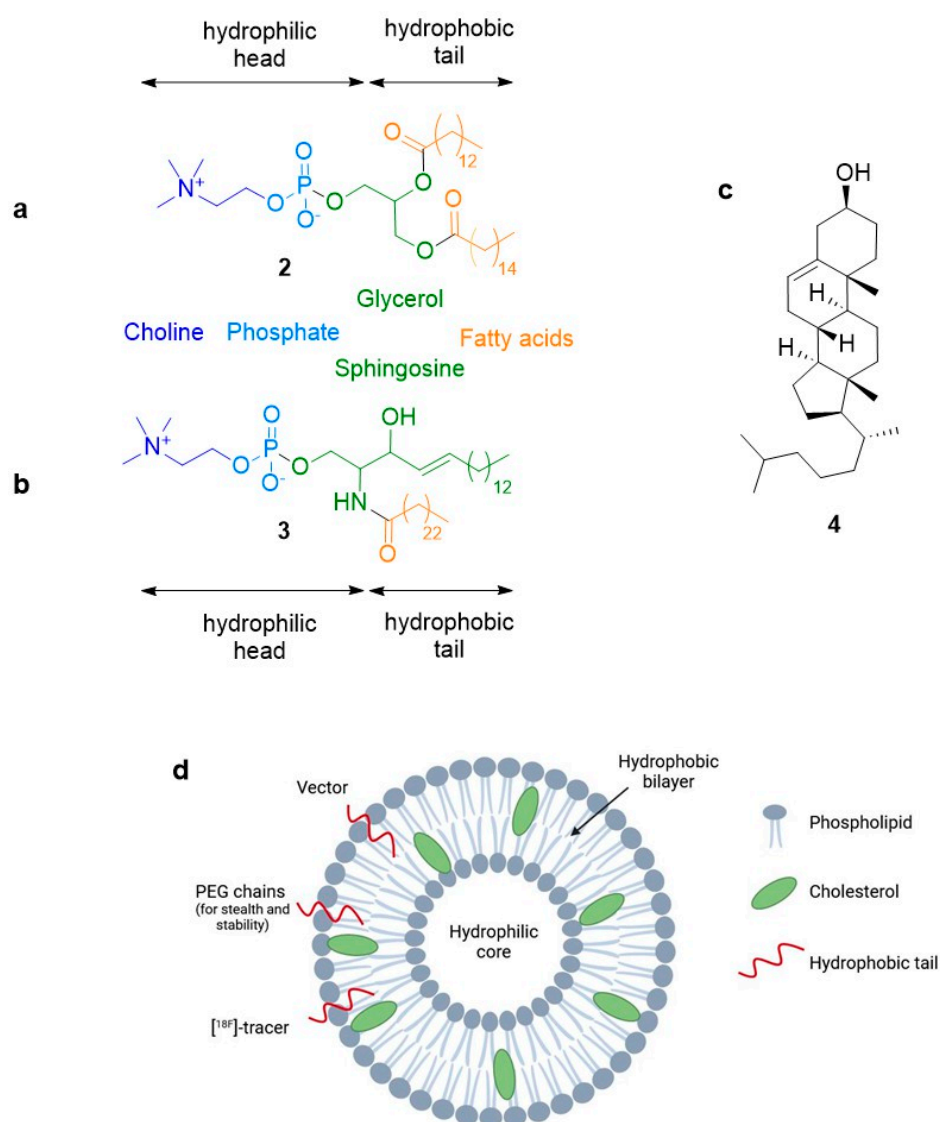 hydrophilic
head
hydrophobic
tail
a
N+
O
P
O
O-
O
O
O
12
O
O
14
2
Glycerol
Choline
Phosphate
Fatty acids
Sphingosine
b
N+
O
P
O
O-
O
OH
12
HN
O
22
3
hydrophilic
head
hydrophobic
tail
c
OH
H
H
H
4
d
Vector
PEG chains
(for stealth and
stability)
[18F]-tracer
Hydrophobic
bilayer
Hydrophilic
core
Phospholipid
Cholesterol
Hydrophobic tail